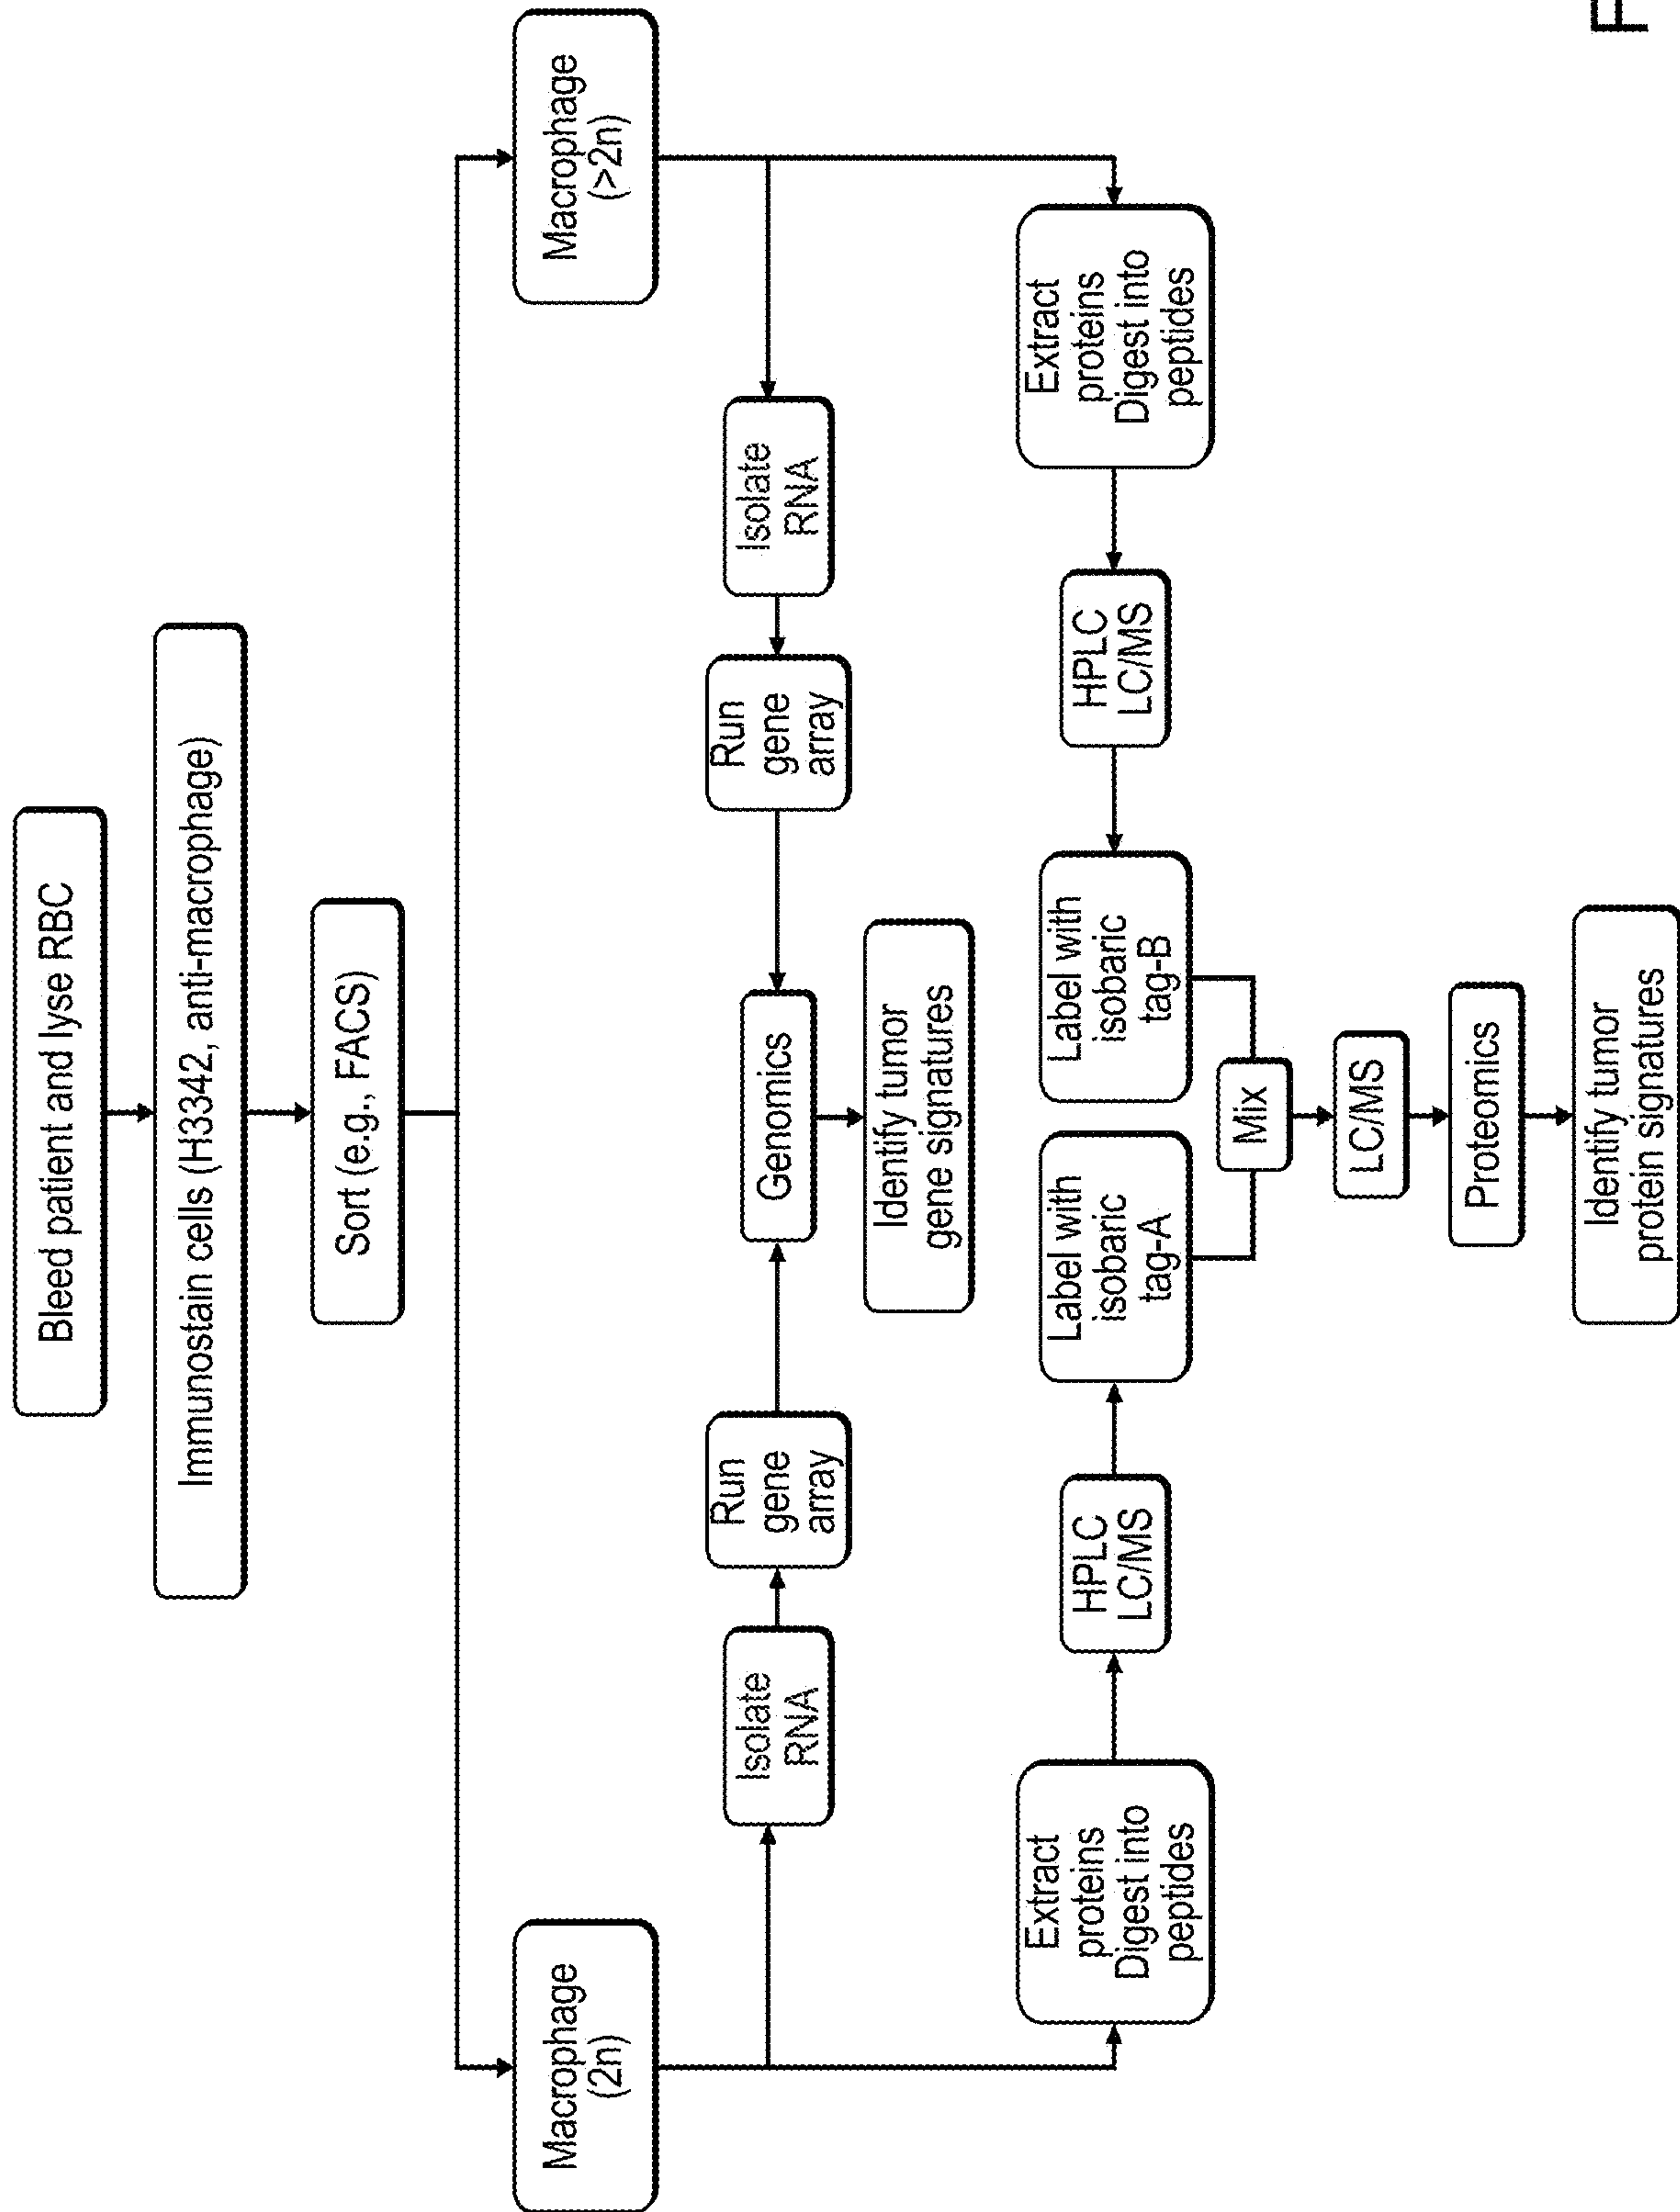 Bleed patient and lyse RBC
Immunostain cells (H3342, anti-macrophage)
Sort (e.g., FACS)
Macrophage
(2n)
Macrophage
(>2n)
Isolate
RNA
Run
gene
array
Genomics
Run
gene
array
Isolate
RNA
Identify tumor
gene signatures
Extract
proteins
Digest into
peptides
HPLC
LC/MS
Label with
isobaric
tag-A
Label with
isobaric
tag-B
HPLC
LC/MS
Extract
proteins
Digest into
peptides
Mix
LC/MS
Proteomics
Identify tumor
protein signatures